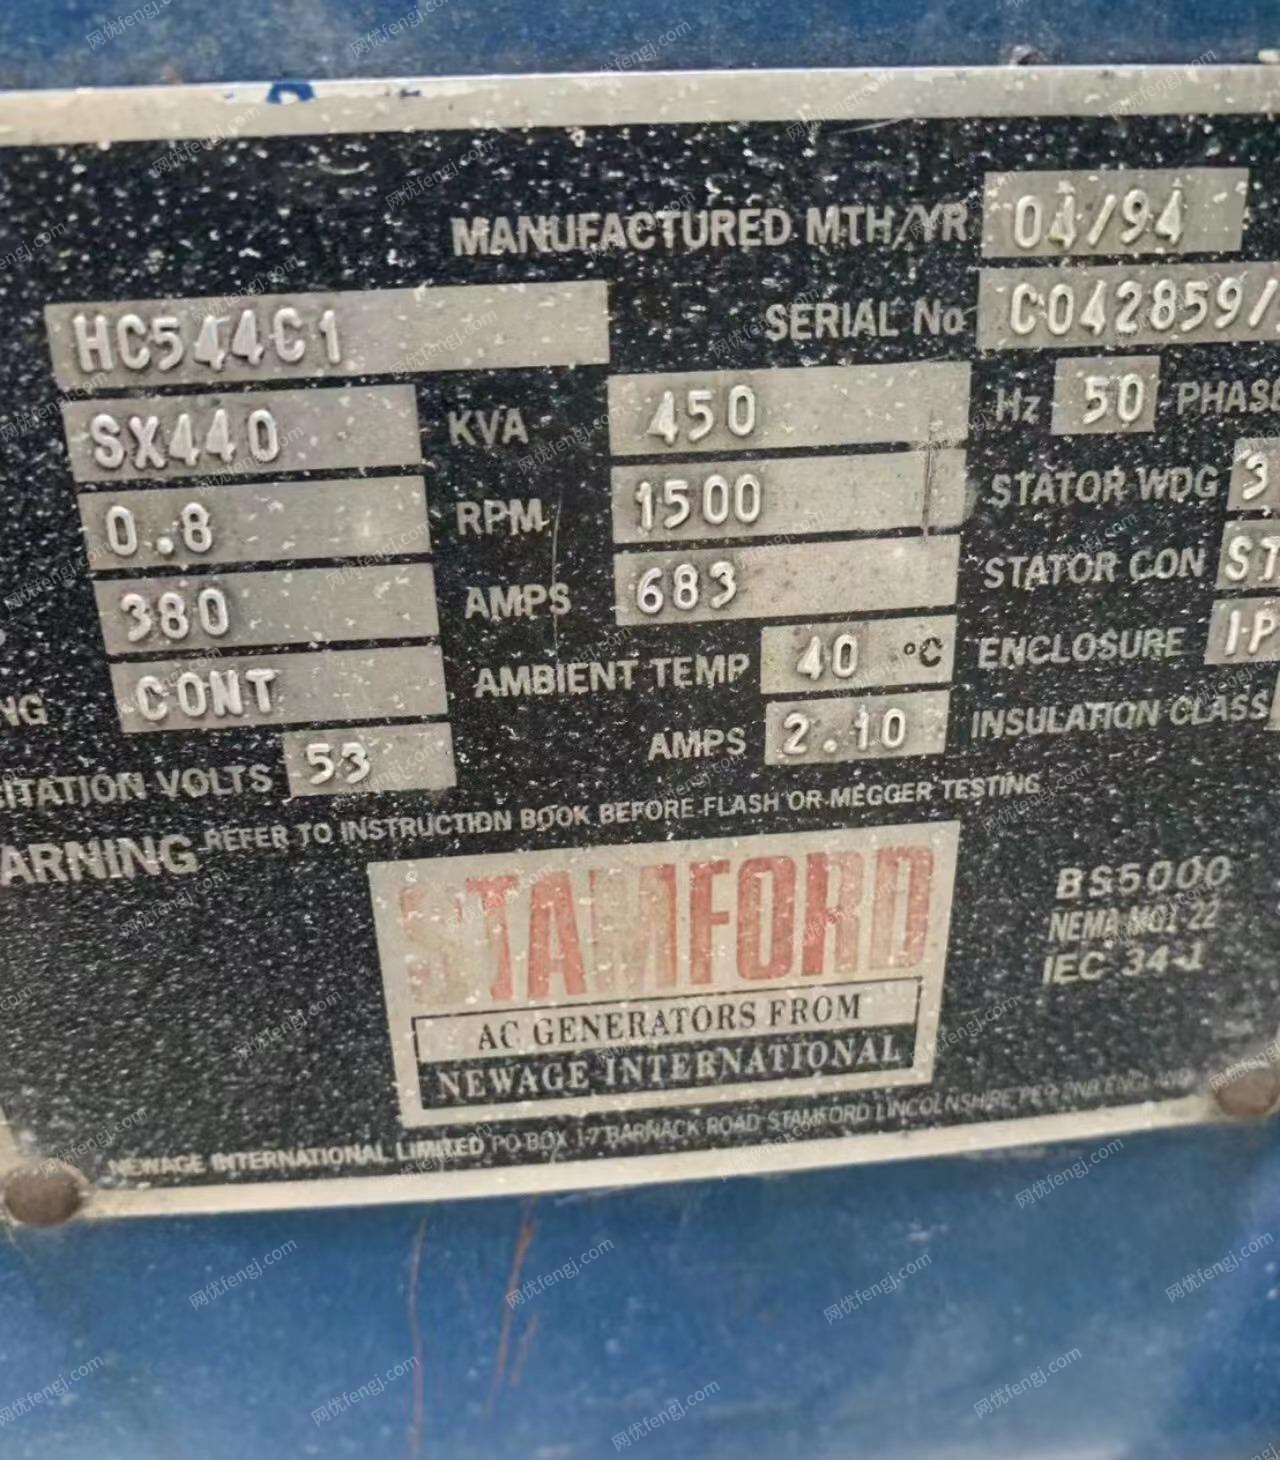 MANUFACTURED MTH/YR 04/94
HC544C1 SERIAL No C042859/
SX440 KVA 450 Hz 50 PHASE
0.8 RPM 1500 STATOR WDG 3
380 AMPS 683 STATOR CON ST
NG CONT AMBIENT TEMP 40 °C ENCLOSURE IP
ITATION VOLTS 53 AMPS 2.10 INSULATION CLASS
ARNING REFER TO INSTRUCTION BOOK BEFORE FLASH OR MEGGER TESTING
STAMFORD
AC GENERATORS FROM
NEWAGE INTERNATIONAL
BS5000
NEMA MG1-22
IEC 34-1
NEWAGE INTERNATIONAL LIMITED PO BOX 17 BARNACK ROAD STAMFORD LINCOLNSHIRE PE9 2NB ENGLAND
网优fengj.com